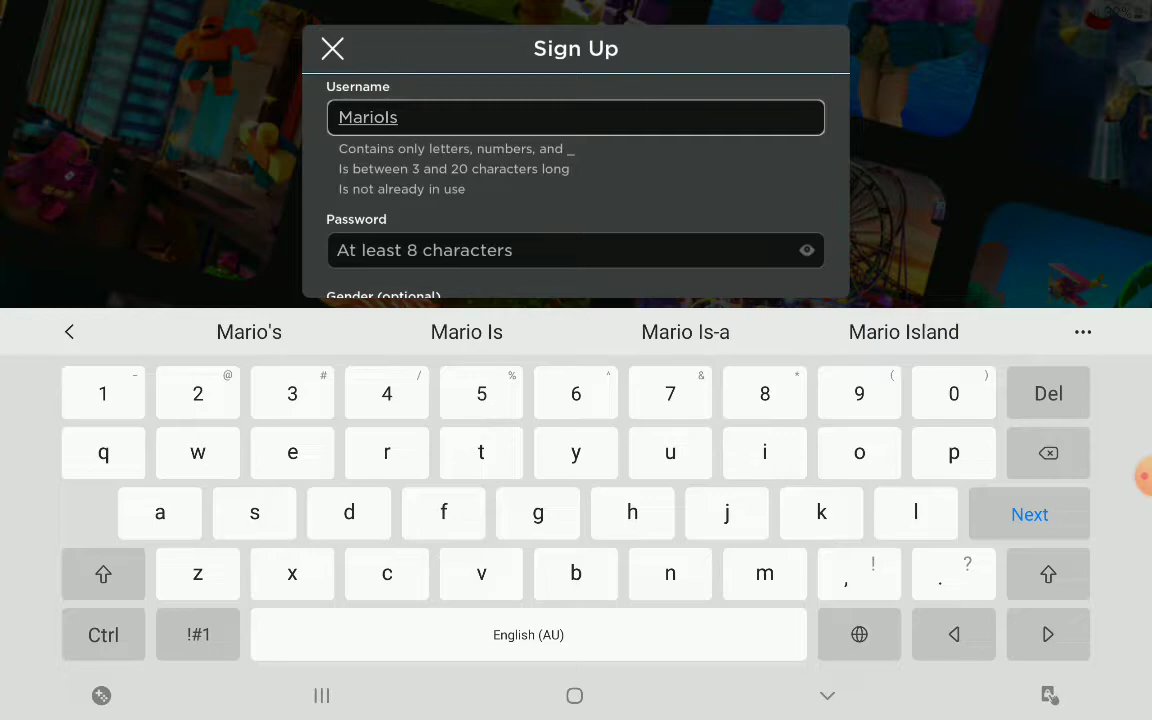 Sign Up
Username
MarioIs
Contains only letters, numbers, and _
Is between 3 and 20 characters long
Is not already in use
Password
At least 8 characters
Gender (optional)
Mario's Mario Is Mario Is-a Mario Island
1 - 2 @ 3 # 4 / 5 % 6 ^ 7 & 8 * 9 ( 0 ) Del
q w e r t y u i o p
a s d f g h j k l Next
z x c v b n m , ! . ?
Ctrl !#1 English (AU)